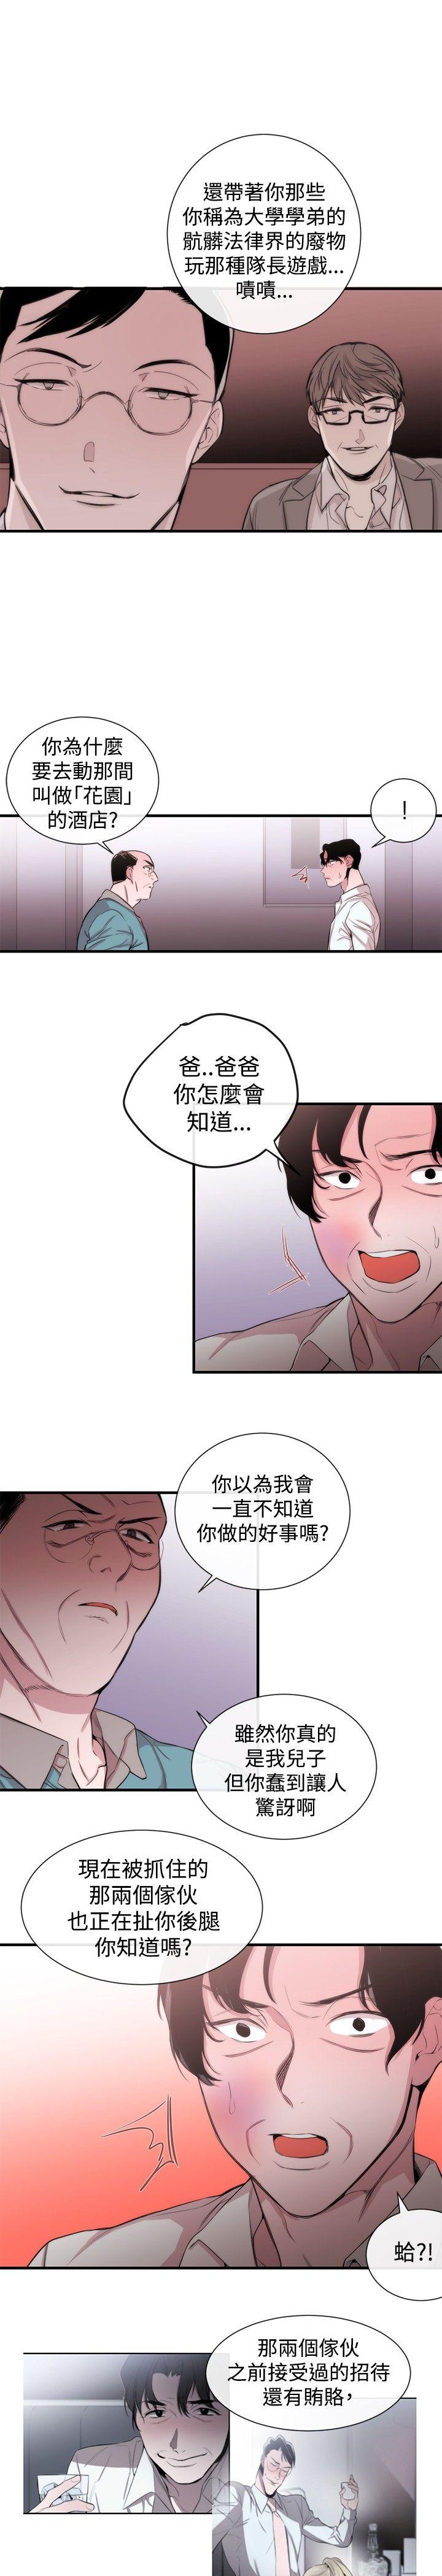 還帶著你那些
你稱為大學學弟的
骯髒法律界的廢物
玩那種隊長遊戲...
嘖嘖...
你為什麼
要去動那間
叫做「花園」
的酒店?
!
爸..爸爸
你怎麼會
知道...
你以為我會
一直不知道
你做的好事嗎?
雖然你真的
是我兒子
但你蠢到讓人
驚訝啊
現在被抓住的
那兩個傢伙
也正在扯你後腿
你知道嗎?
蛤?!
那兩個傢伙
之前接受過的招待
還有賄賂,